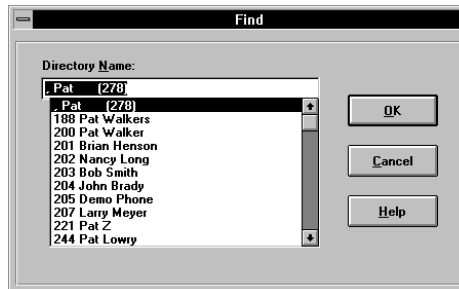 Find
Directory Name:
, Pat (278)
, Pat (278)
188 Pat Walkers
200 Pat Walker
201 Brian Henson
202 Nancy Long
203 Bob Smith
204 John Brady
205 Demo Phone
207 Larry Meyer
221 Pat Z
244 Pat Lowry
OK
Cancel
Help